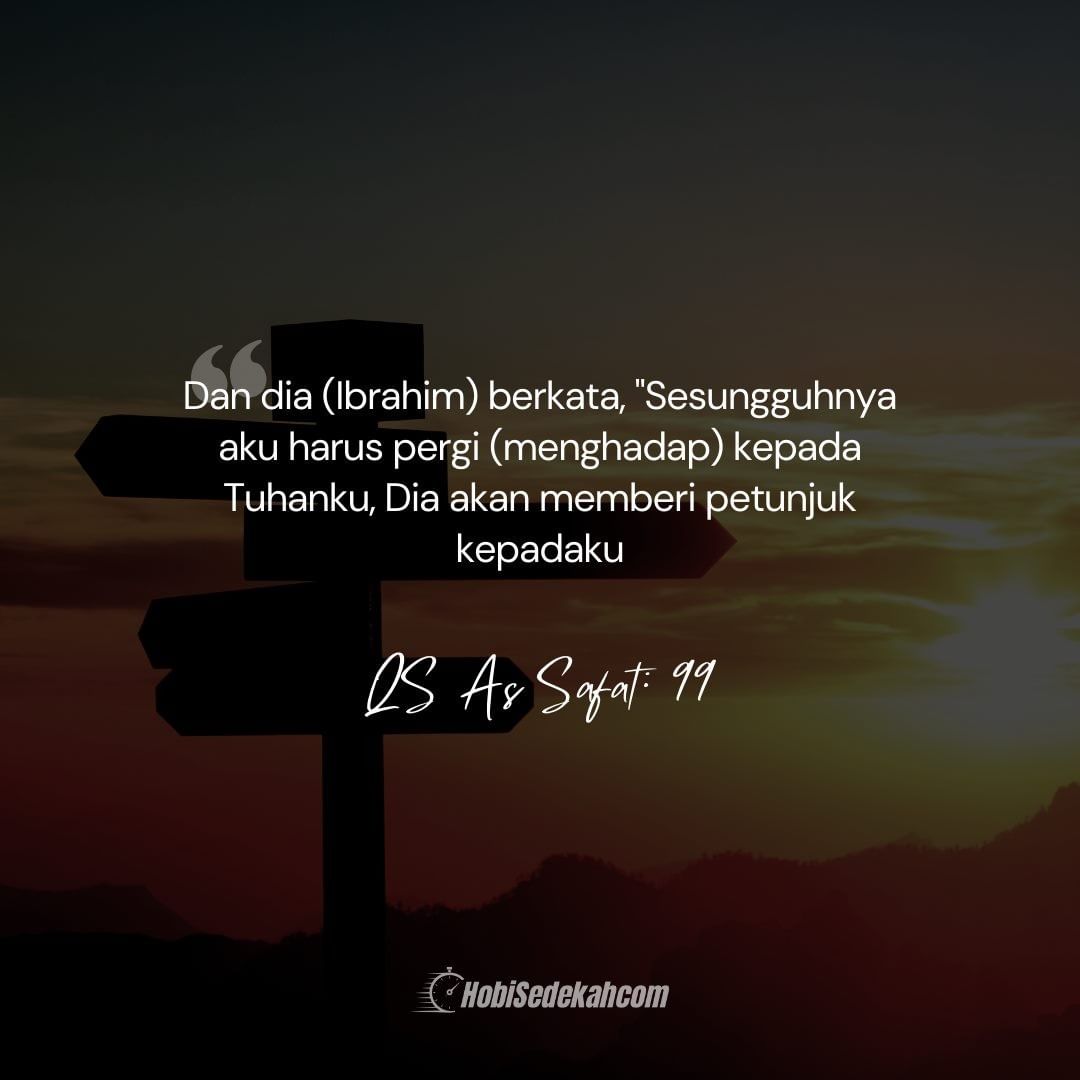 Dan dia (Ibrahim) berkata, "Sesungguhnya
aku harus pergi (menghadap) kepada
Tuhanku, Dia akan memberi petunjuk
kepadaku
QS As Safat: 99
HobiSedekahcom